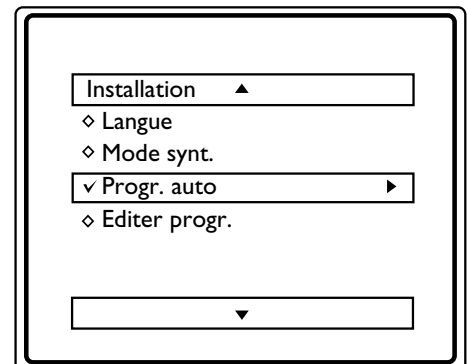 Installation
Langue
Mode synt.
Progr. auto
Editer progr.